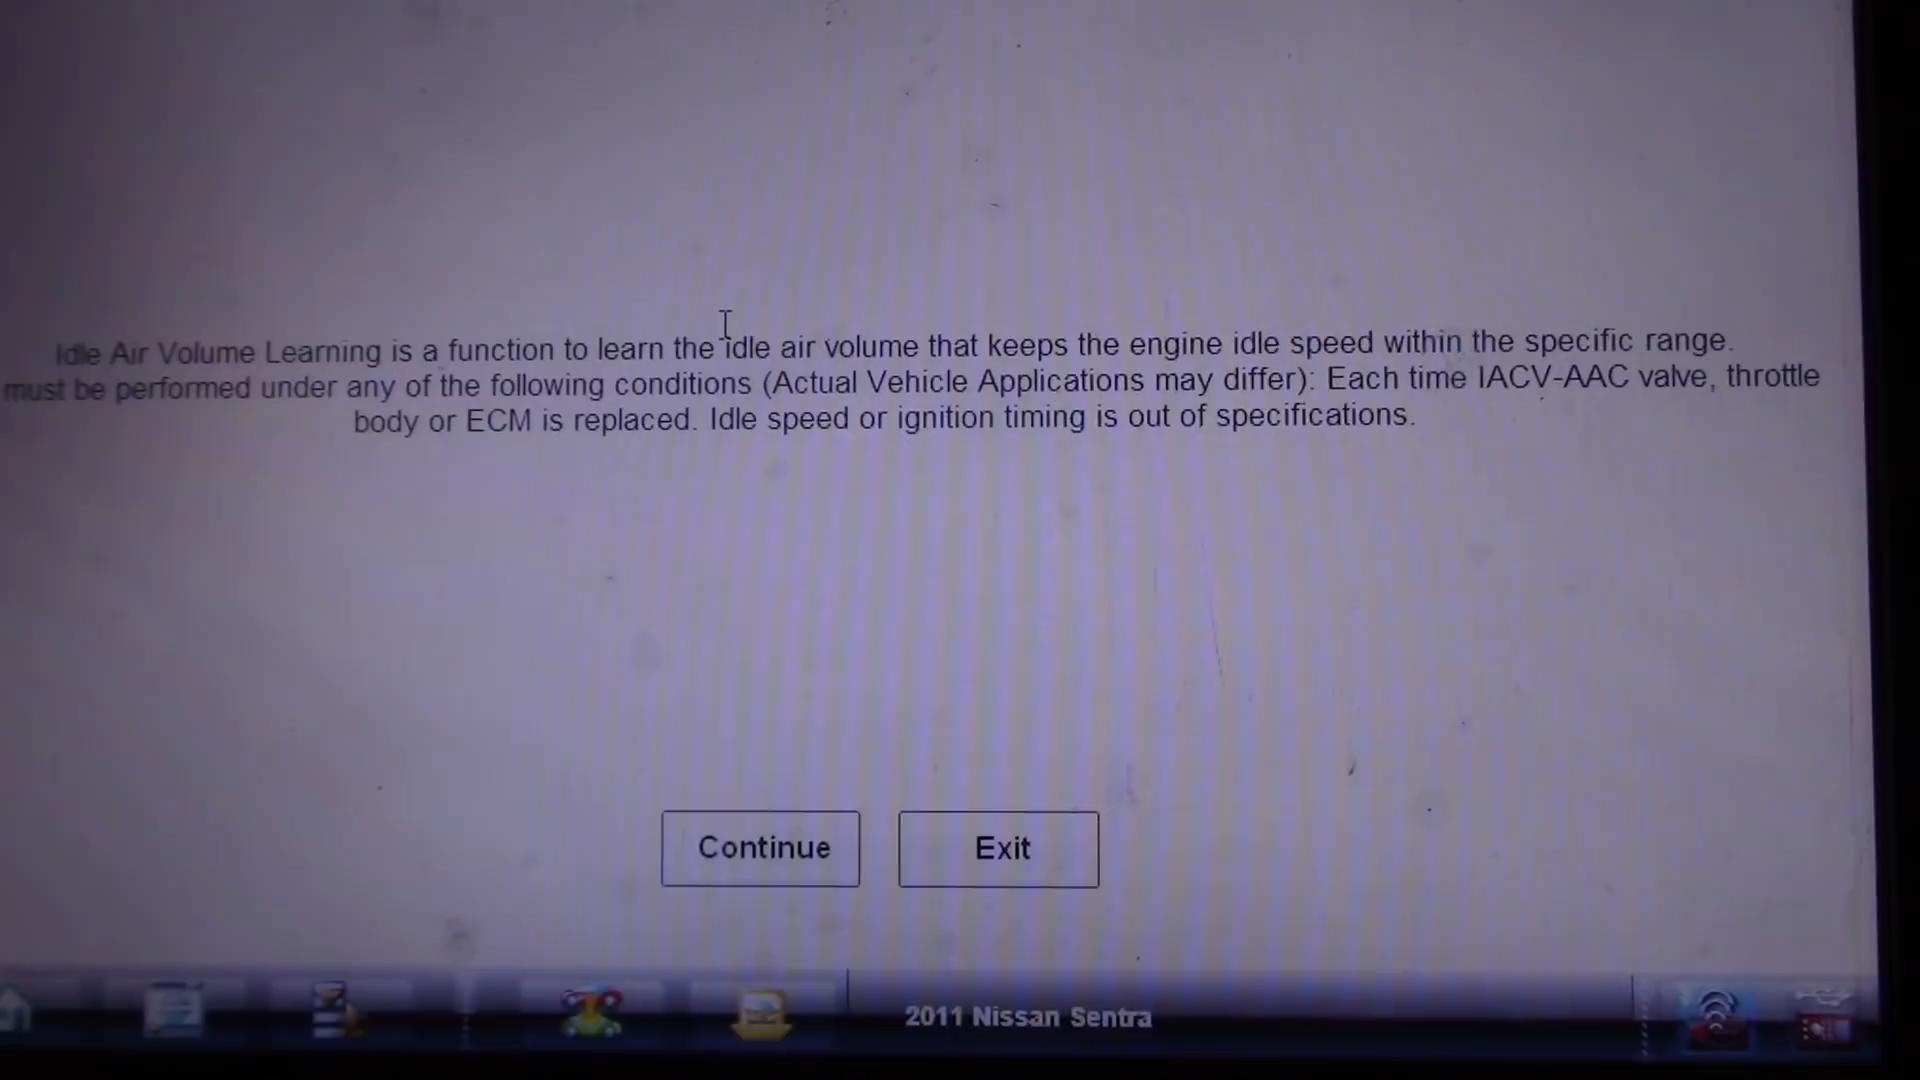 Idle Air Volume Learning is a function to learn the idle air volume that keeps the engine idle speed within the specific range.
must be performed under any of the following conditions (Actual Vehicle Applications may differ): Each time IACV-AAC valve, throttle
body or ECM is replaced. Idle speed or ignition timing is out of specifications.
Continue
Exit
2011 Nissan Sentra